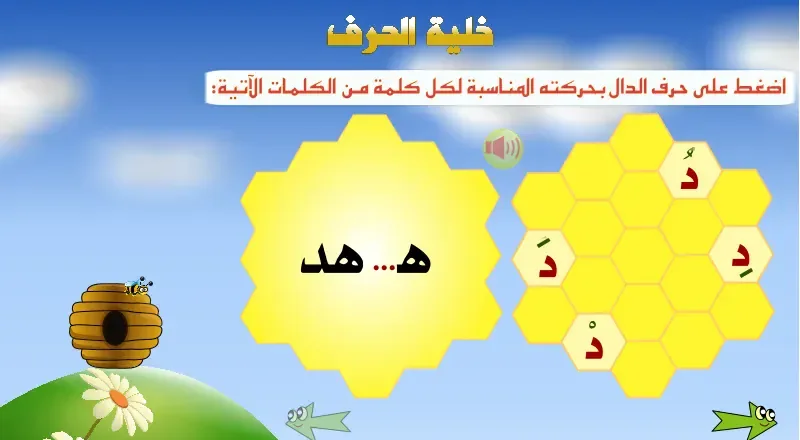 خلية الحرف
اضغط على حرف الدال بحركته المناسبة لكل كلمة من الكلمات الآتية:
هـ...هد
دُ
دَ
دِ
دْ